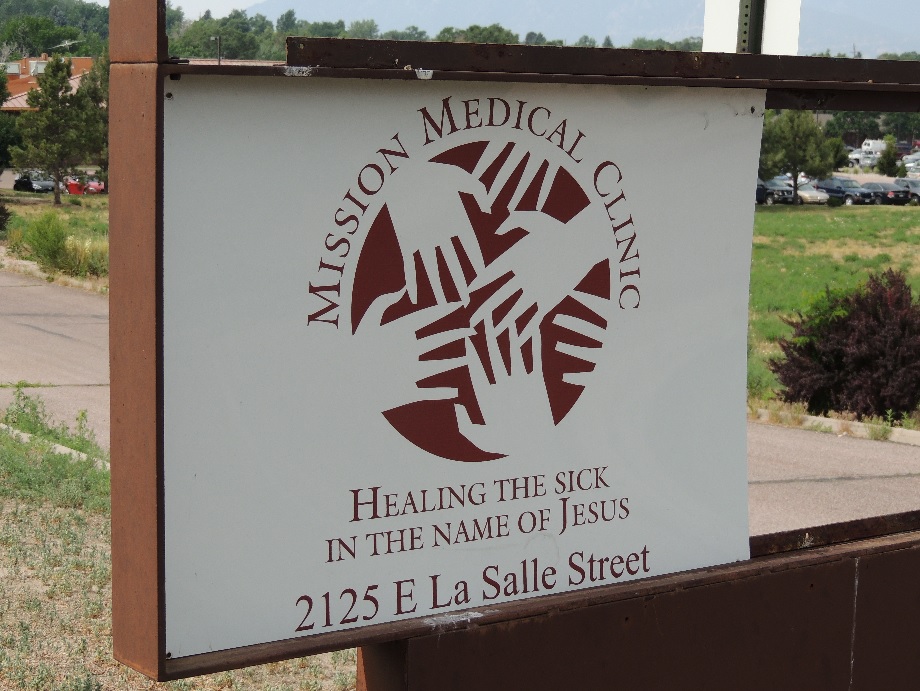 Mission Medical Clinic
Healing the sick
in the name of Jesus
2125 E La Salle Street